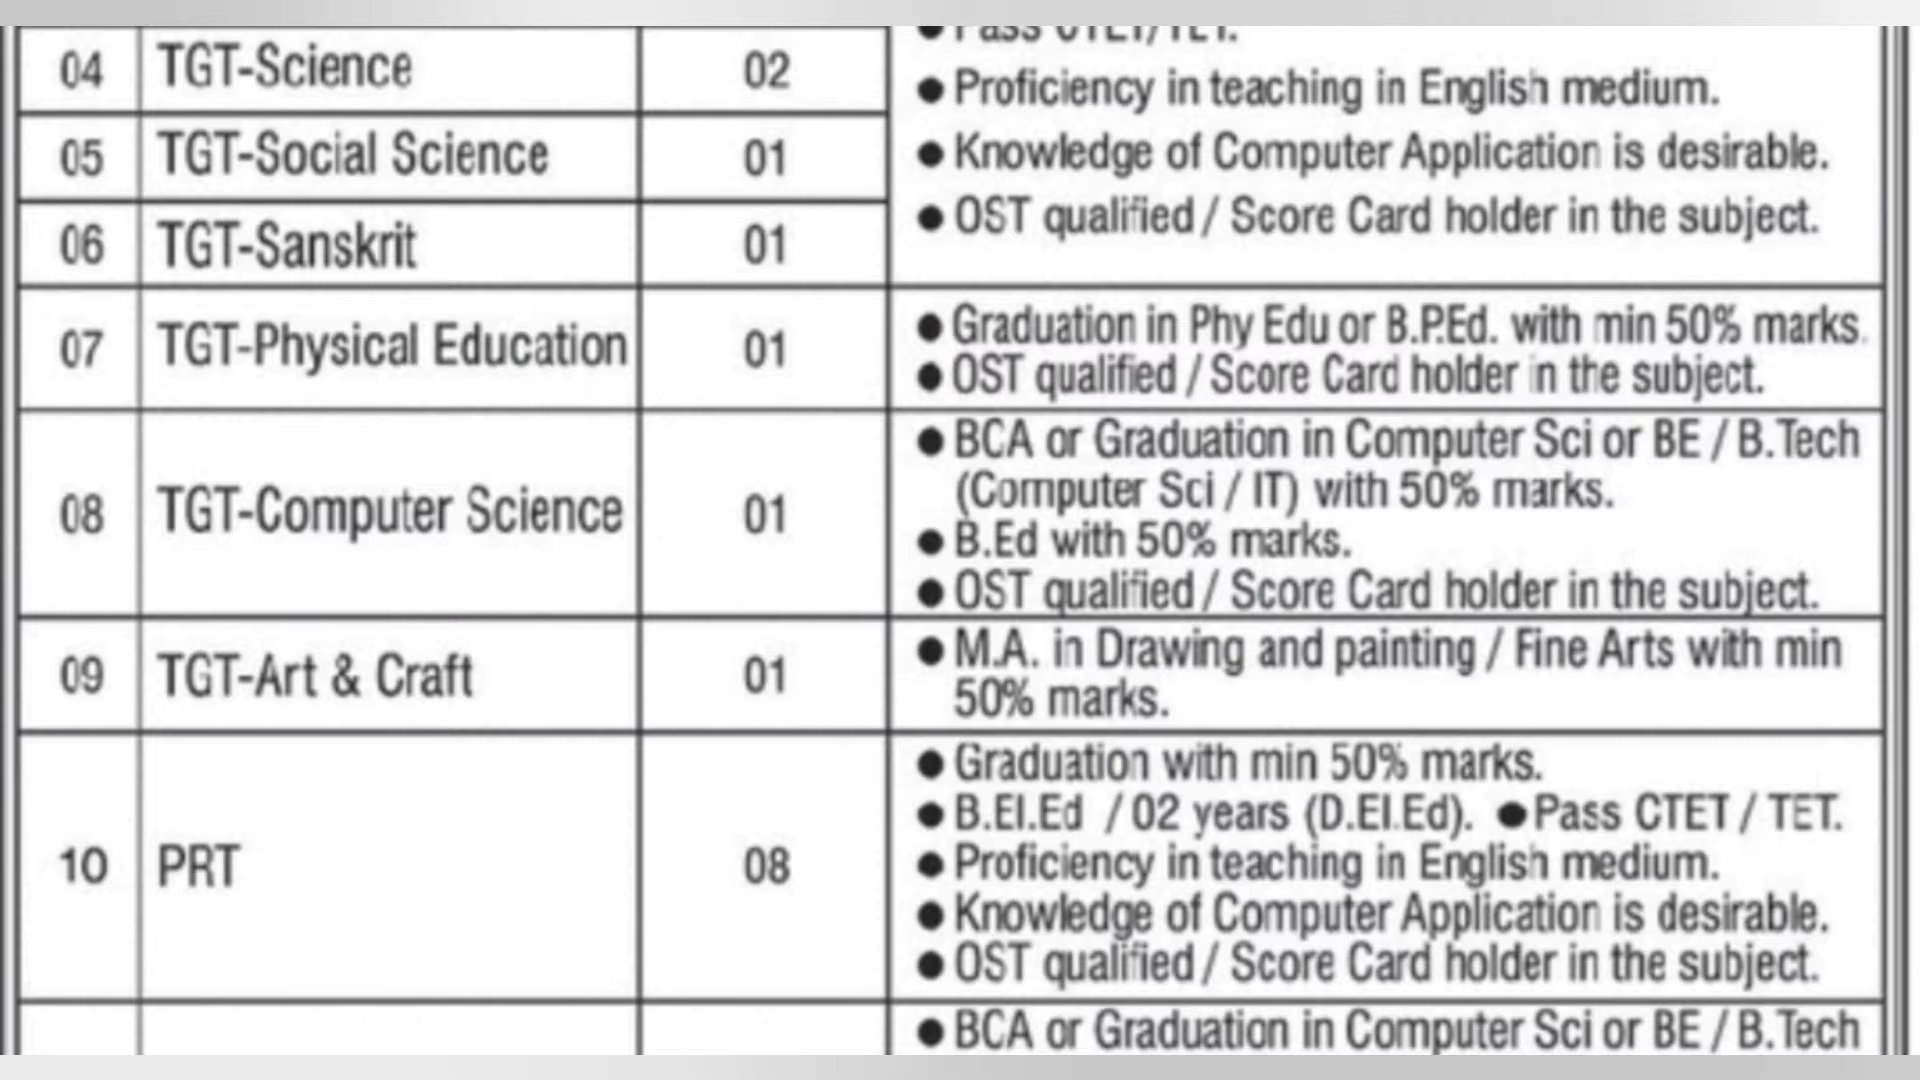 Pass CTET/TET.
04 TGT-Science 02
● Proficiency in teaching in English medium.
● Knowledge of Computer Application is desirable.
05 TGT-Social Science 01
● OST qualified / Score Card holder in the subject.
06 TGT-Sanskrit 01
07 TGT-Physical Education 01
● Graduation in Phy Edu or B.P.Ed. with min 50% marks.
● OST qualified / Score Card holder in the subject.
08 TGT-Computer Science 01
● BCA or Graduation in Computer Sci or BE / B.Tech
(Computer Sci / IT) with 50% marks.
● B.Ed with 50% marks.
● OST qualified / Score Card holder in the subject.
09 TGT-Art & Craft 01
● M.A. in Drawing and painting / Fine Arts with min
50% marks.
10 PRT 08
● Graduation with min 50% marks.
● B.El.Ed / 02 years (D.El.Ed). ● Pass CTET / TET.
● Proficiency in teaching in English medium.
● Knowledge of Computer Application is desirable.
● OST qualified / Score Card holder in the subject.
● BCA or Graduation in Computer Sci or BE / B.Tech